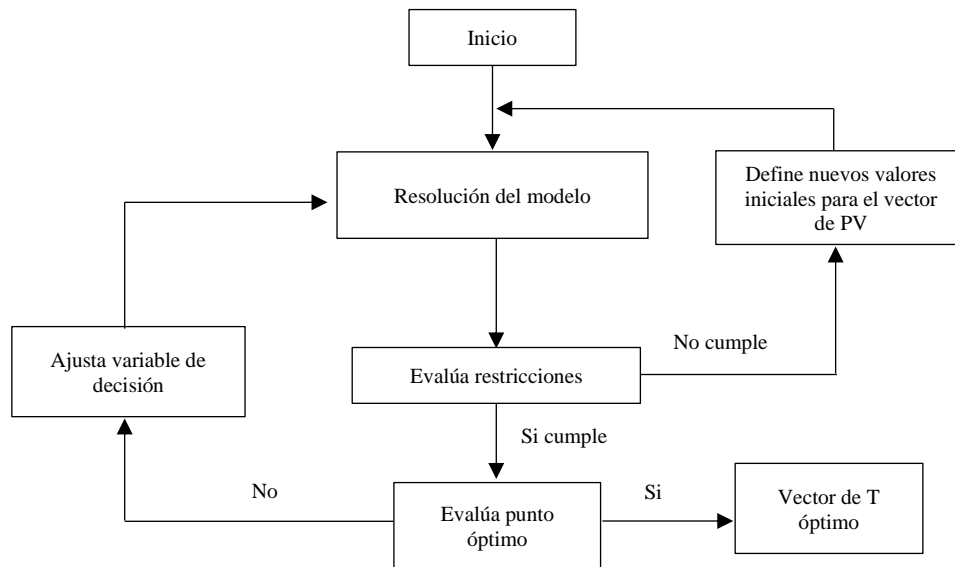 Inicio
Resolución del modelo
Define nuevos valores
iniciales para el vector
de PV
Ajusta variable de
decisión
Evalúa restricciones
No cumple
Si cumple
No
Evalúa punto
óptimo
Si
Vector de T
óptimo